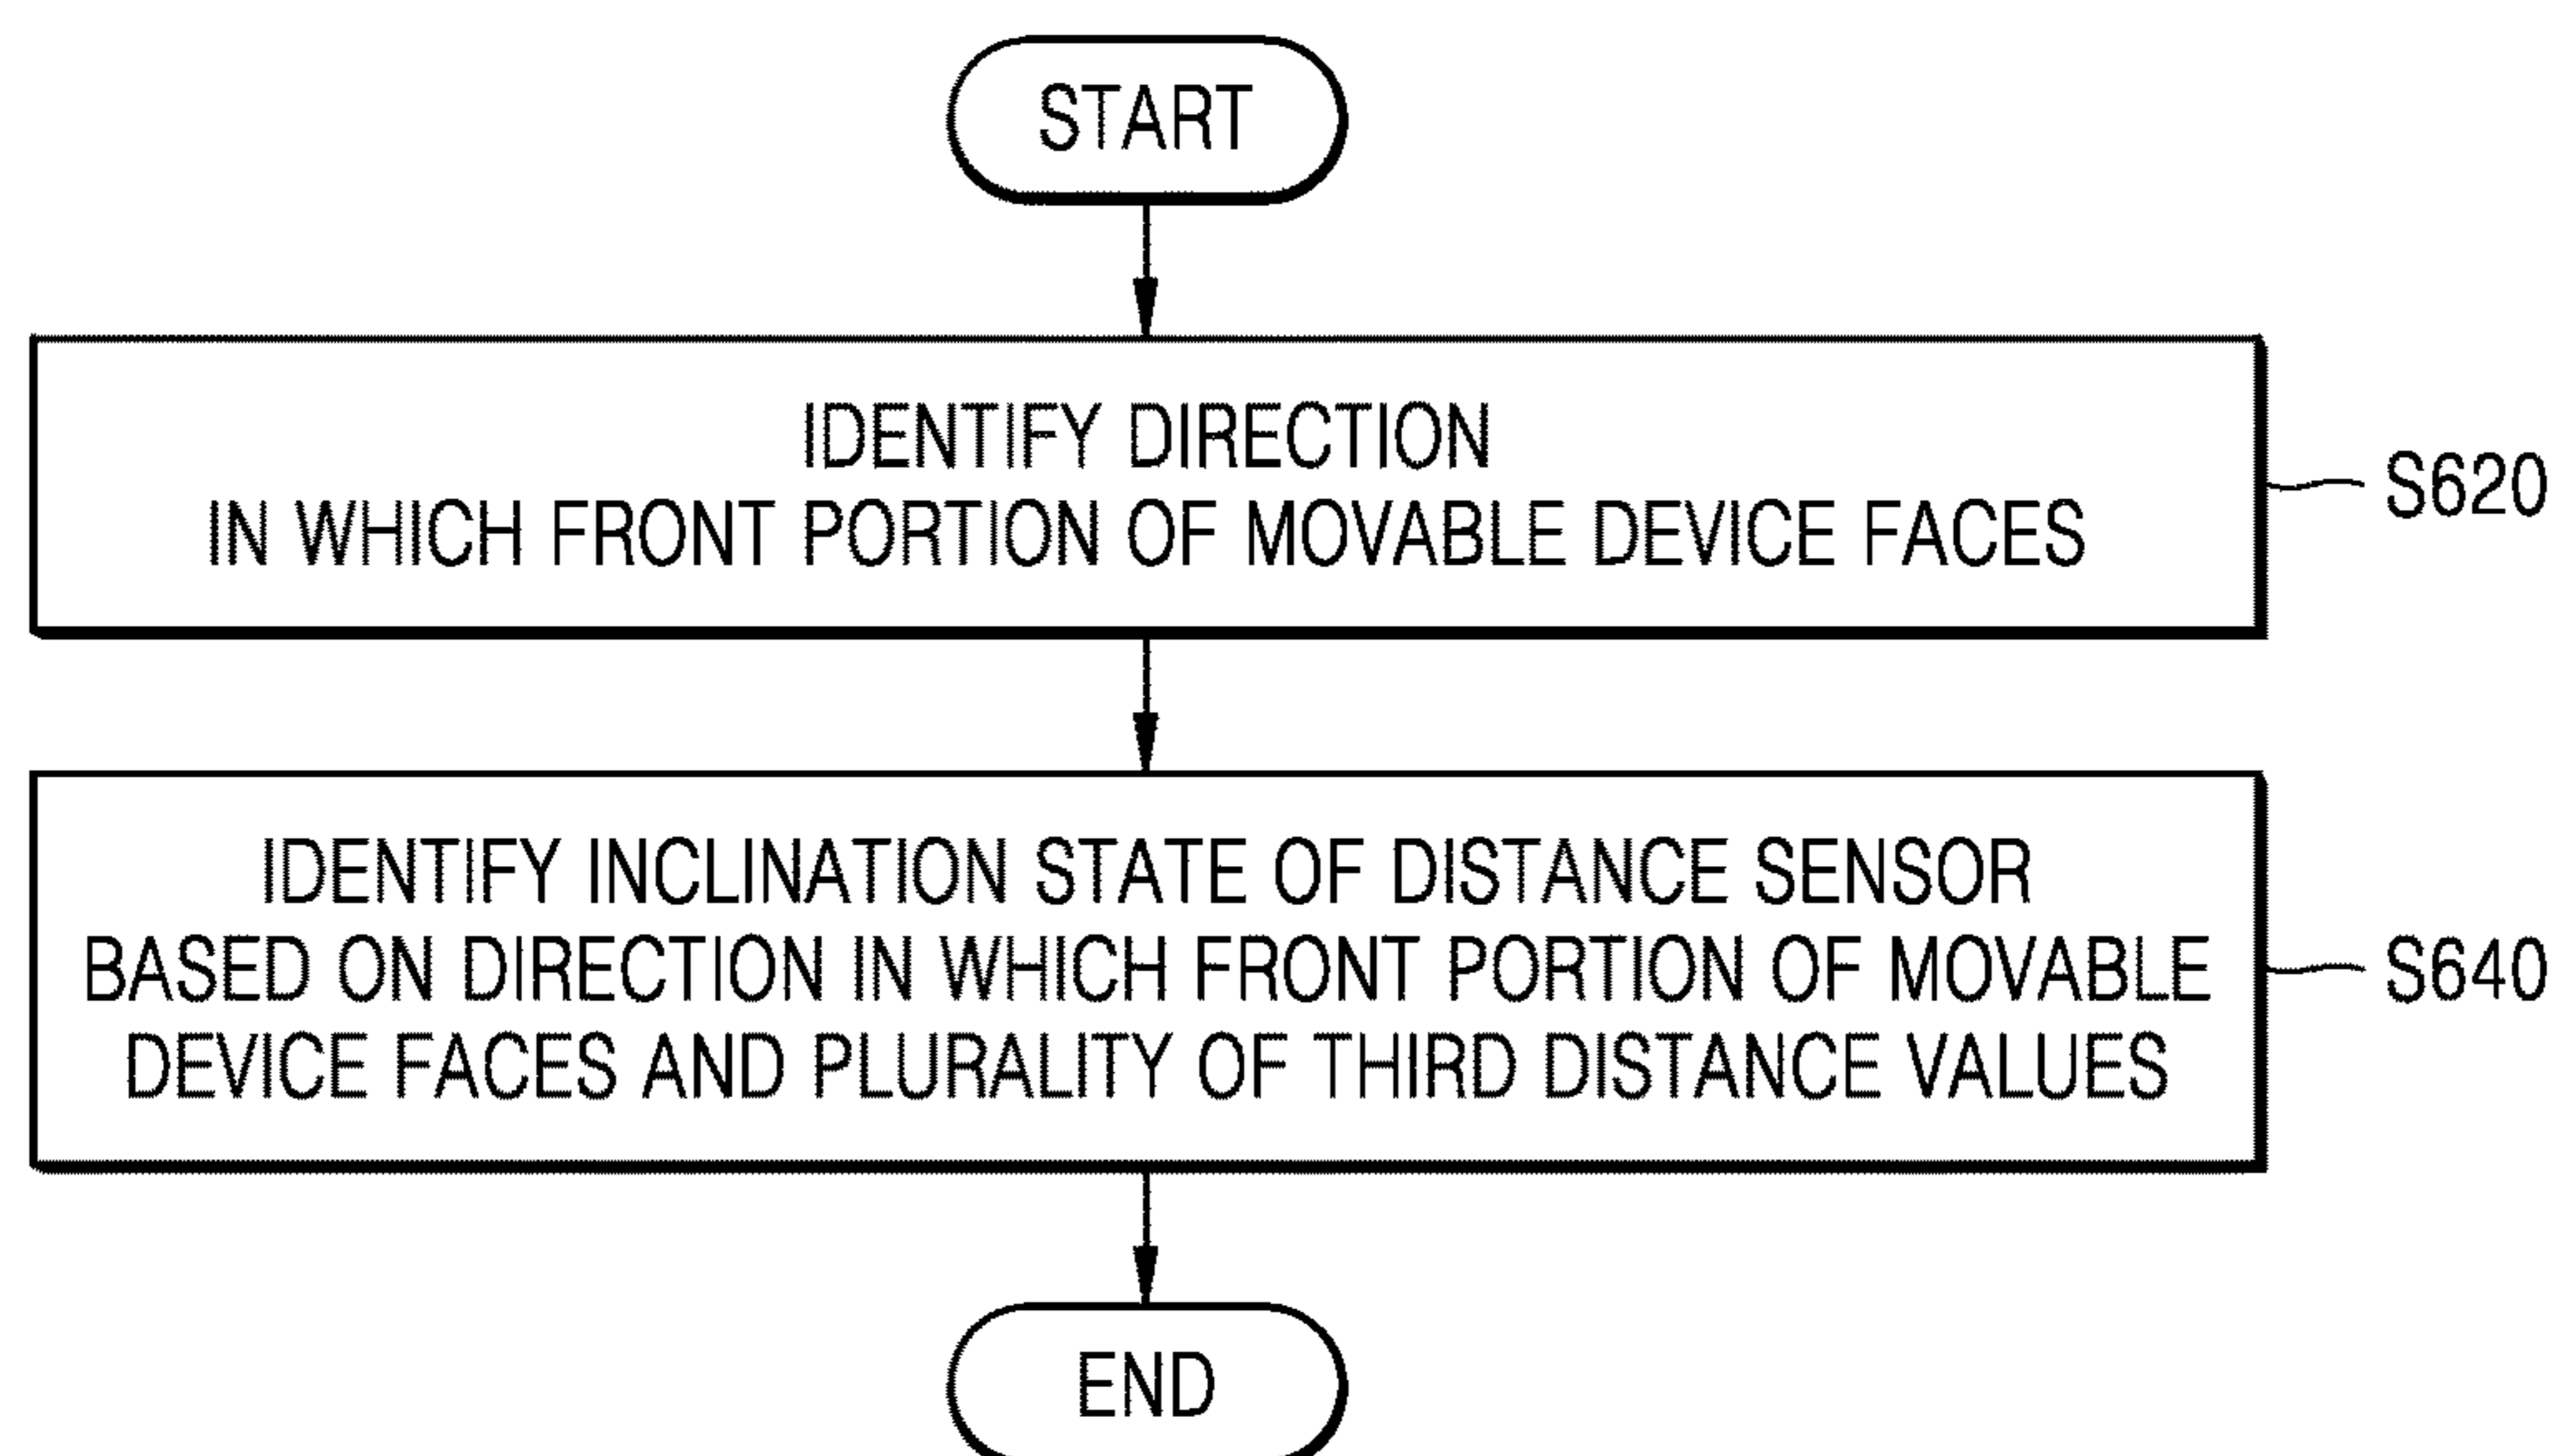 START
IDENTIFY DIRECTION
IN WHICH FRONT PORTION OF MOVABLE DEVICE FACES
S620
IDENTIFY INCLINATION STATE OF DISTANCE SENSOR
BASED ON DIRECTION IN WHICH FRONT PORTION OF MOVABLE
DEVICE FACES AND PLURALITY OF THIRD DISTANCE VALUES
S640
END